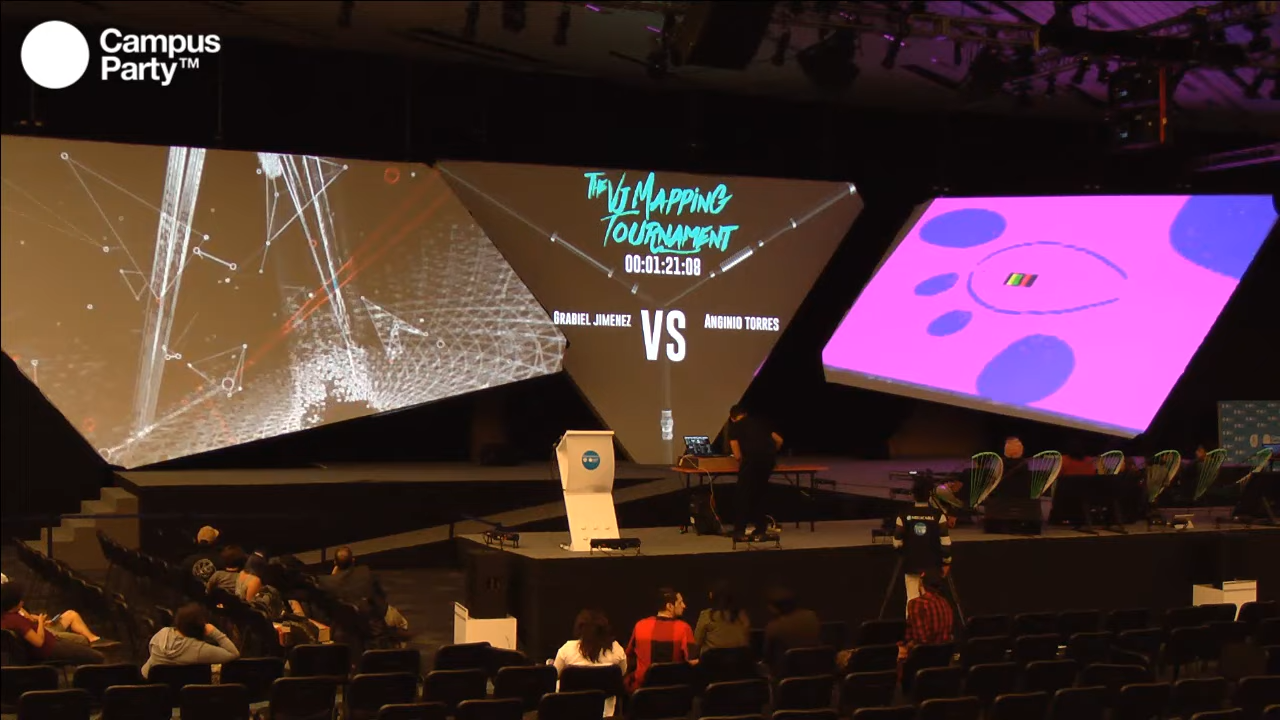 Campus
Party™
THE VJ MAPPING
TOURNAMENT
00:01:21:08
GRABIEL JIMENEZ
VS
ANGINIO TORRES